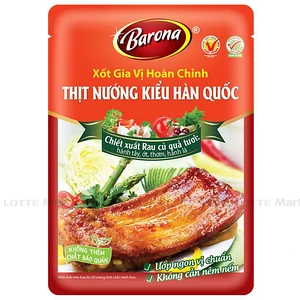 Barona
Xốt Gia Vị Hoàn Chỉnh
THỊT NƯỚNG KIỂU HÀN QUỐC
Chiết xuất Rau củ quả tươi:
hành tây, ớt, thơm, hành lá
LOTTE Mart
KHÔNG THÊM
CHẤT BẢO QUẢN
✓Ướp ngon vị chuẩn
✓Không cần nêm nếm